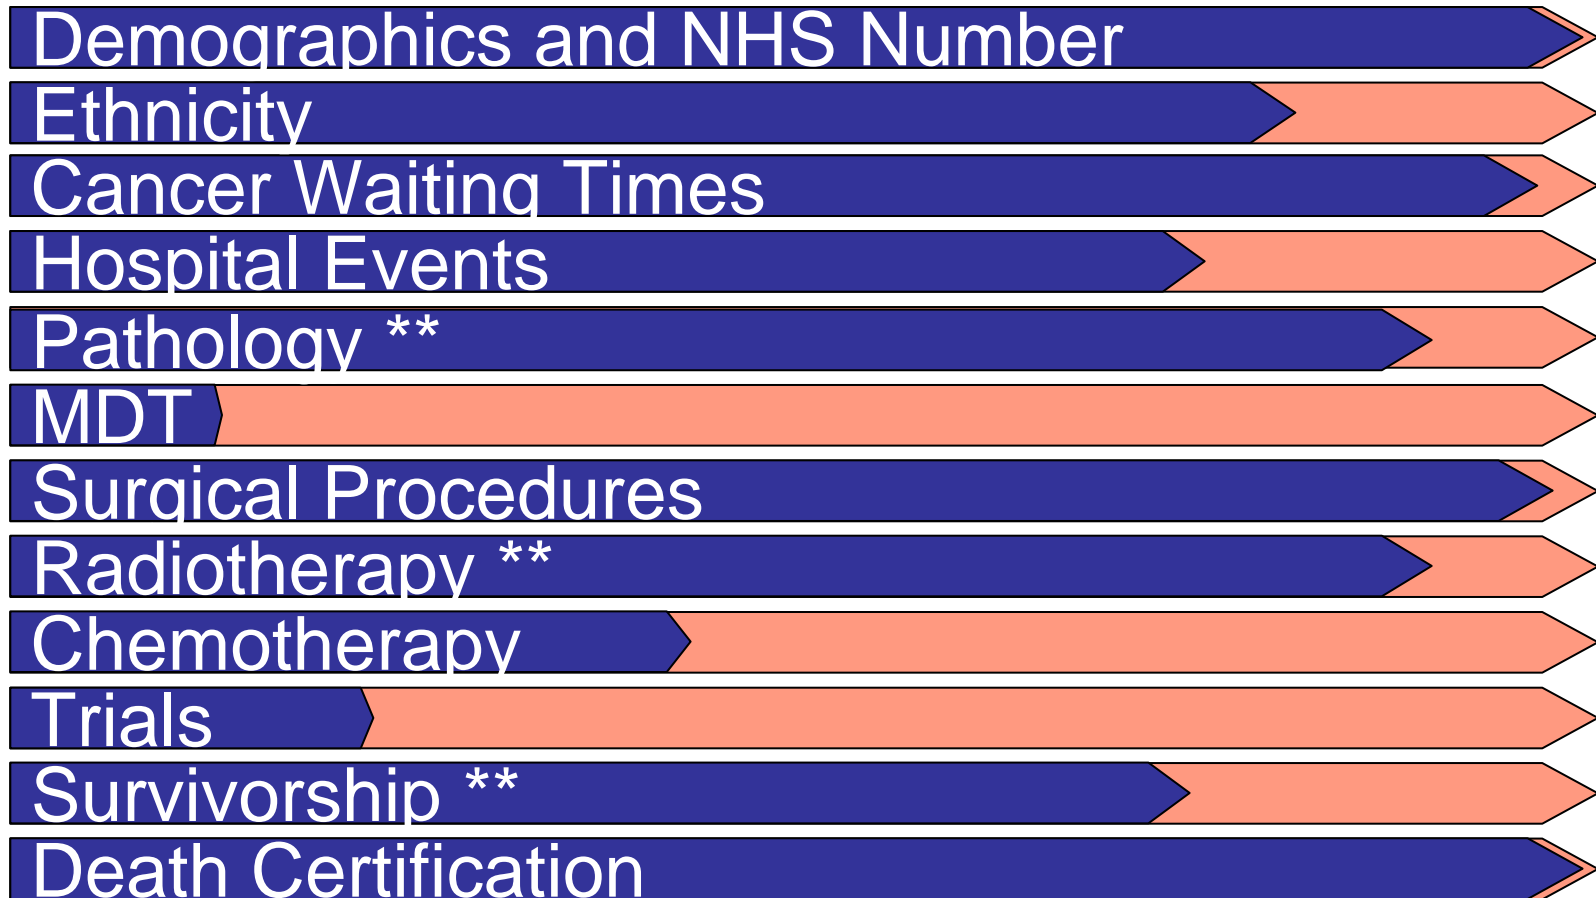 Demographics and NHS Number
Ethnicity
Cancer Waiting Times
Hospital Events
Pathology **
MDT
Surgical Procedures
Radiotherapy **
Chemotherapy
Trials
Survivorship **
Death Certification